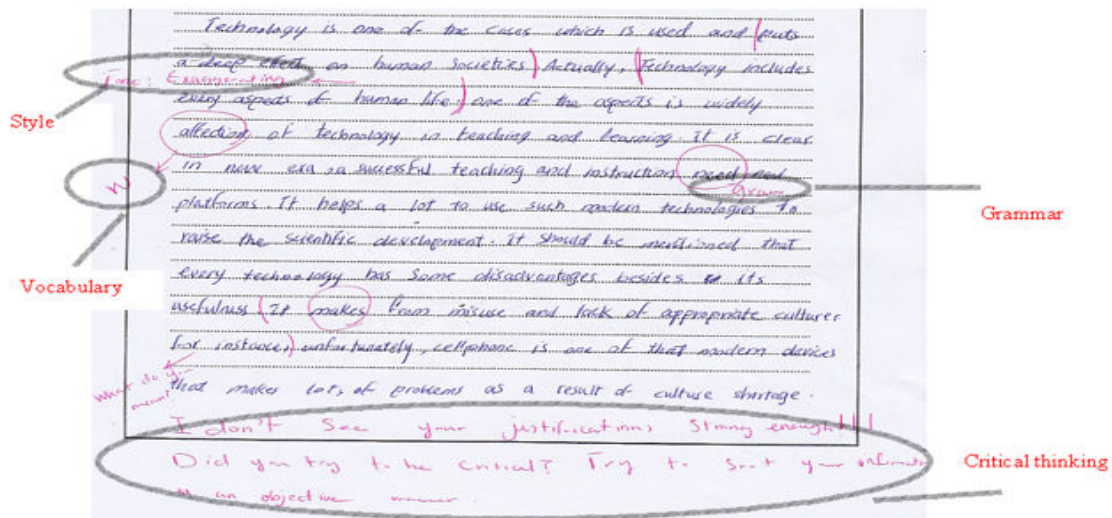 Technology is one of the cases which is used and (puts
a deep effect on human societies) Actually, (Technology includes
Tone: Exaggerating
every aspects of human life.) one of the aspects is widely
Style
affection of technology in teaching and learning. It is clear
in new era, a successful teaching and instruction need new
gram
Grammar
platforms. It helps a lot to use such modern technologies to
raise the scientific development. it should be mentioned that
every technology has some disadvantages besides its
Vocabulary
usefulness (It makes from misuse and lack of appropriate culturer
for instance,) unfortunately, cellphone is one of that modern devices
What do you mean?
that makes lots of problems as a result of culture shortage.
I don't see your justifications strong enough!!!
Did you try to be critical? Try to sort your
Critical thinking
in an objective manner.